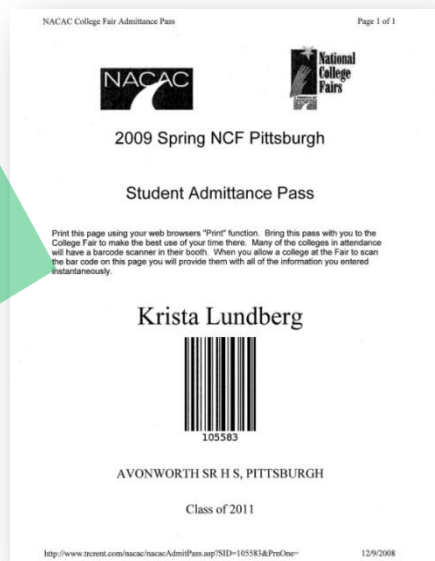 NACAC College Fair Admittance Pass Page 1 of 1
NACAC
National
College
Fairs
2009 Spring NCF Pittsburgh
Student Admittance Pass
Print this page using your web browsers "Print" function. Bring this pass with you to the
College Fair to make the best use of your time there. Many of the colleges in attendance
will have a barcode scanner in their booth. When you allow a college at the Fair to scan
the bar code on this page you will provide them with all of the information you entered
instantaneously.
Krista Lundberg
105583
AVONWORTH SR H S, PITTSBURGH
Class of 2011
http://www.trcrent.com/nacac/nacacAdmitPass.asp?SID=105583&PrnOne= 12/9/2008